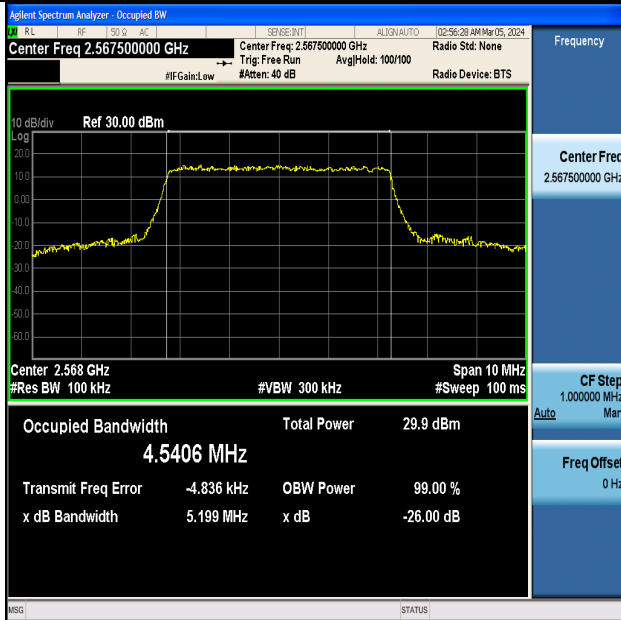 Agilent Spectrum Analyzer - Occupied BW
LXI RL RF 50 Ω AC SENSE:INT ALIGN AUTO 02:56:28 AM Mar 05, 2024
Center Freq 2.567500000 GHz Center Freq: 2.567500000 GHz Radio Std: None Frequency
Trig: Free Run Avg|Hold: 100/100
#IFGain:Low #Atten: 40 dB Radio Device: BTS
10 dB/div Ref 30.00 dBm
Log
20.0
10.0
0.00
-10.0
-20.0
-30.0
-40.0
-50.0
-60.0
Center Freq
2.567500000 GHz
Center 2.568 GHz Span 10 MHz
#Res BW 100 kHz #VBW 300 kHz #Sweep 100 ms
CF Step
1.000000 MHz
Auto Man
Occupied Bandwidth Total Power 29.9 dBm
4.5406 MHz
Transmit Freq Error -4.836 kHz OBW Power 99.00 %
x dB Bandwidth 5.199 MHz x dB -26.00 dB
Freq Offset
0 Hz
MSG STATUS